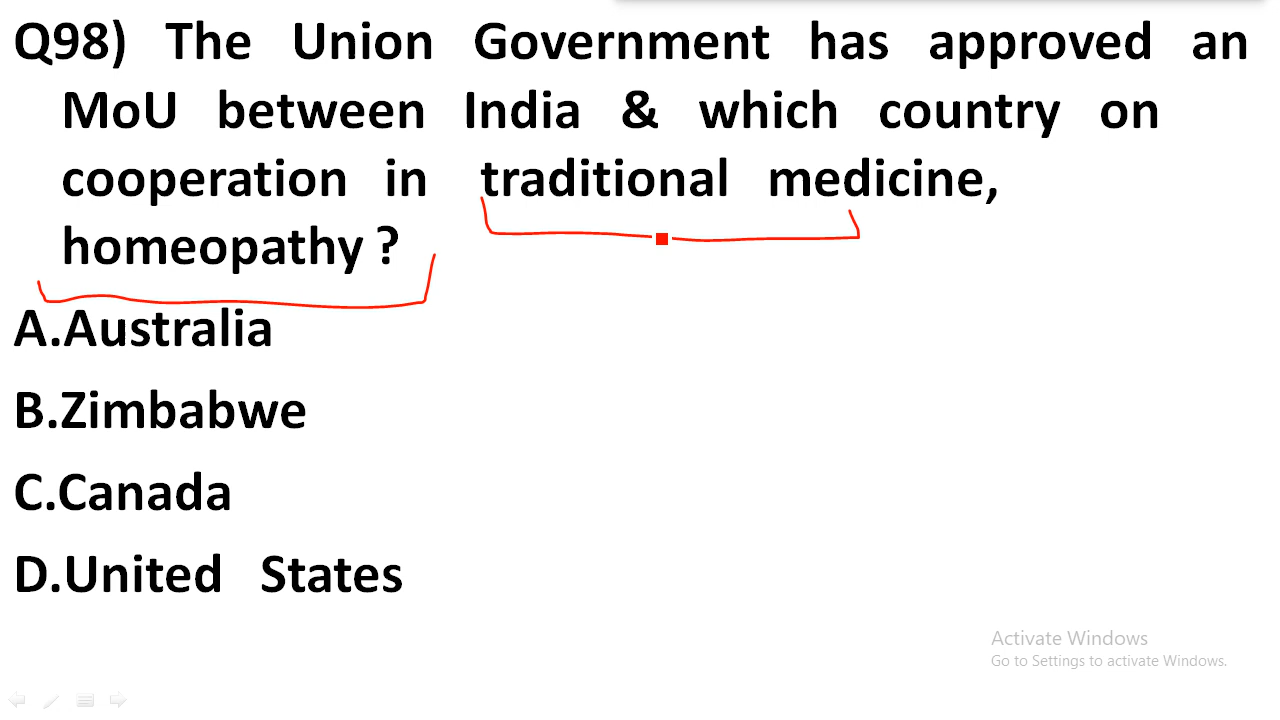 Q98) The Union Government has approved an
MoU between India & which country on
cooperation in traditional medicine,
homeopathy ?
A.Australia
B.Zimbabwe
C.Canada
D.United States
Activate Windows
Go to Settings to activate Windows.